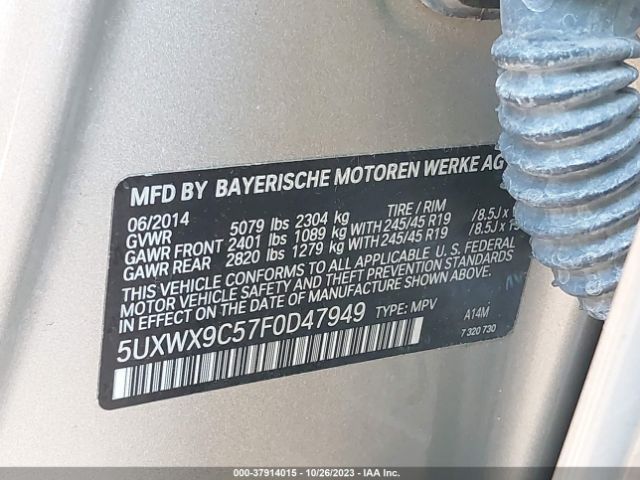 MFD BY BAYERISCHE MOTOREN WERKE AG
06/2014 TIRE / RIM
GVWR 5079 lbs 2304 kg
GAWR FRONT 2401 lbs 1089 kg WITH 245/45 R19 /8.5J x
GAWR REAR 2820 lbs 1279 kg WITH 245/45 R19 /8.5J x
THIS VEHICLE CONFORMS TO ALL APPLICABLE U. S. FEDERAL
MOTOR VEHICLE SAFETY AND THEFT PREVENTION STANDARDS
IN EFFECT ON THE DATE OF MANUFACTURE SHOWN ABOVE.
5UXWX9C57F0D47949 TYPE: MPV A14M
7 320 730
000-37914015 - 10/26/2023 - IAA Inc.